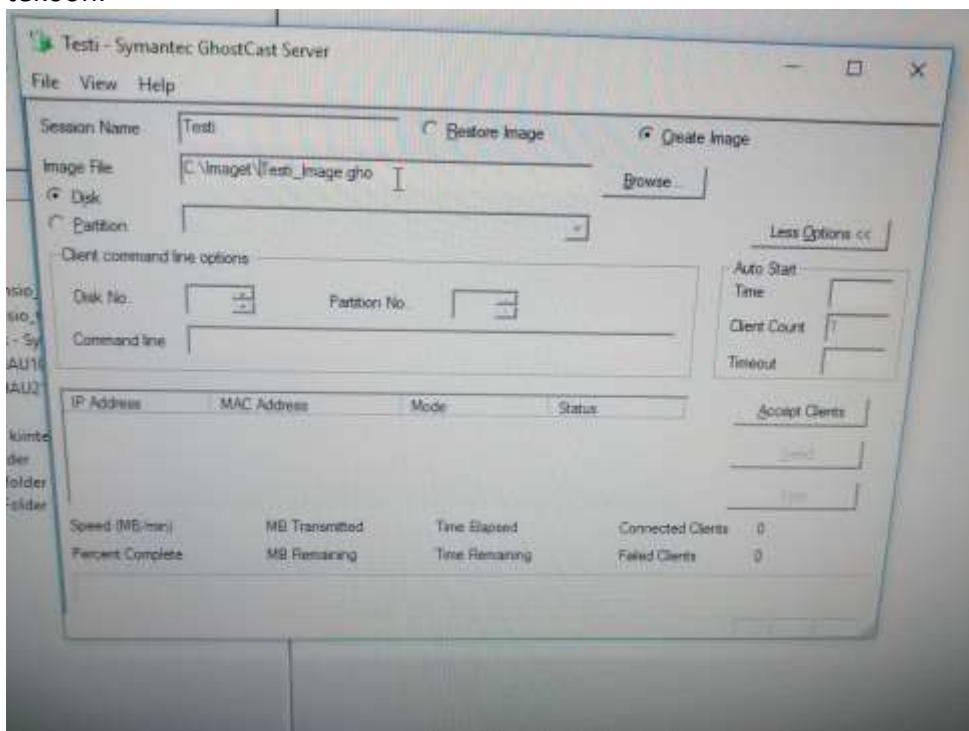 Testi - Symantec GhostCast Server
File View Help
Session Name Testi Restore Image Create Image
Image File C:\Imaget\Testi_Image.gho Browse...
Disk
Partition Less Options <<
Client command line options Auto Start
Disk No. Partition No. Time
Client Count 1
Command line
Timeout
IP Address MAC Address Mode Status Accept Clients
Send
Speed (MB/min) MB Transmitted Time Elapsed Connected Clients 0
Percent Complete MB Remaining Time Remaining Failed Clients 0